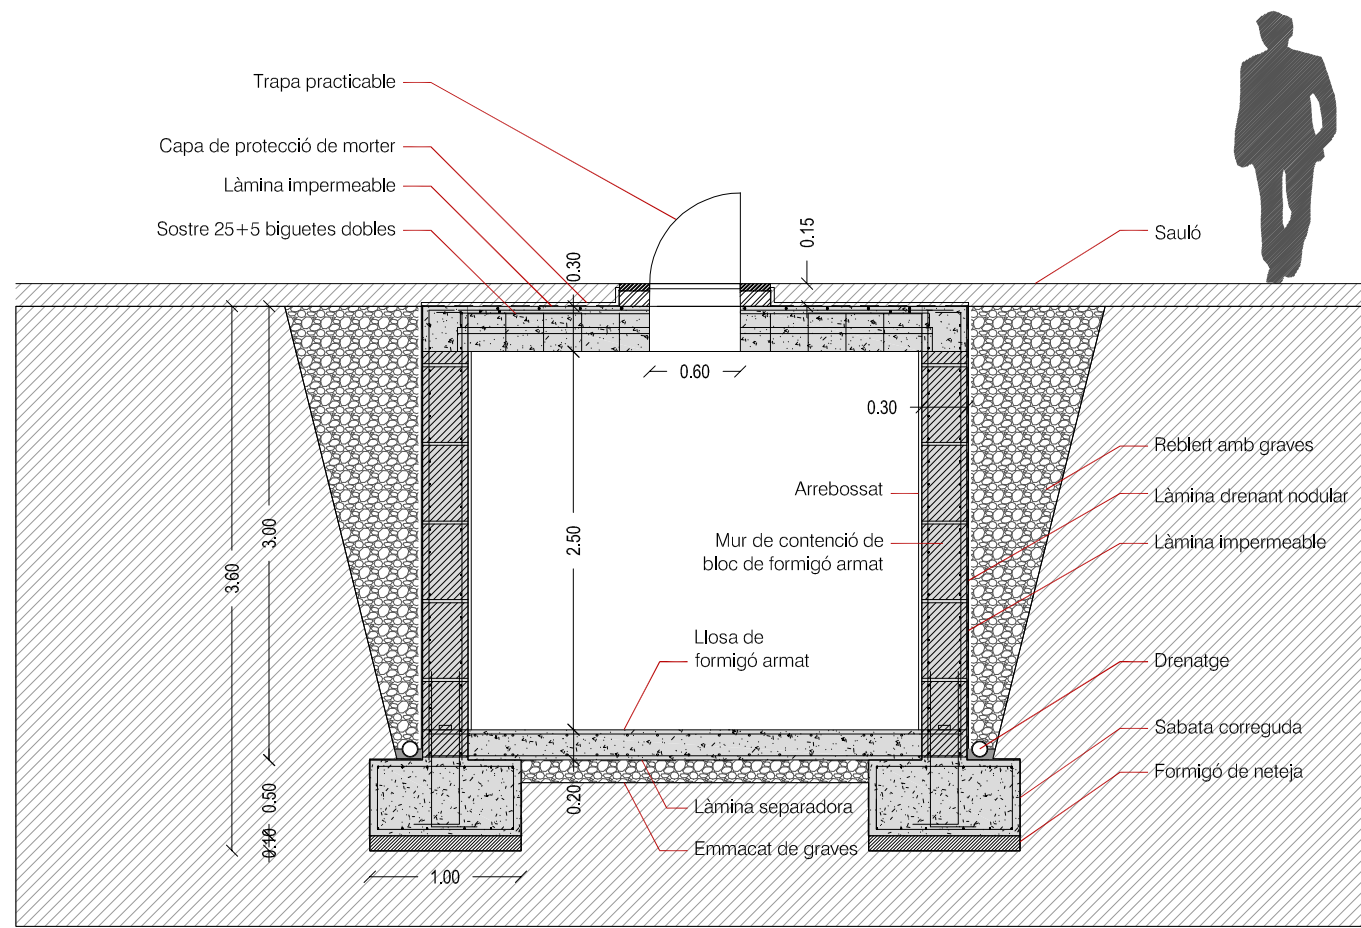 Trapa practicable
Capa de protecció de morter
Làmina impermeable
Sostre 25+5 biguetes dobles
Sauló
0.15
0.30
0.60
0.30
Reblert amb graves
Làmina drenant nodular
Làmina impermeable
Arrebossat
Mur de contenció de
bloc de formigó armat
3.60
3.00
2.50
Llosa de
formigó armat
Drenatge
Sabata correguda
Formigó de neteja
0.50
0.10
0.20
Làmina separadora
Emmacat de graves
1.00